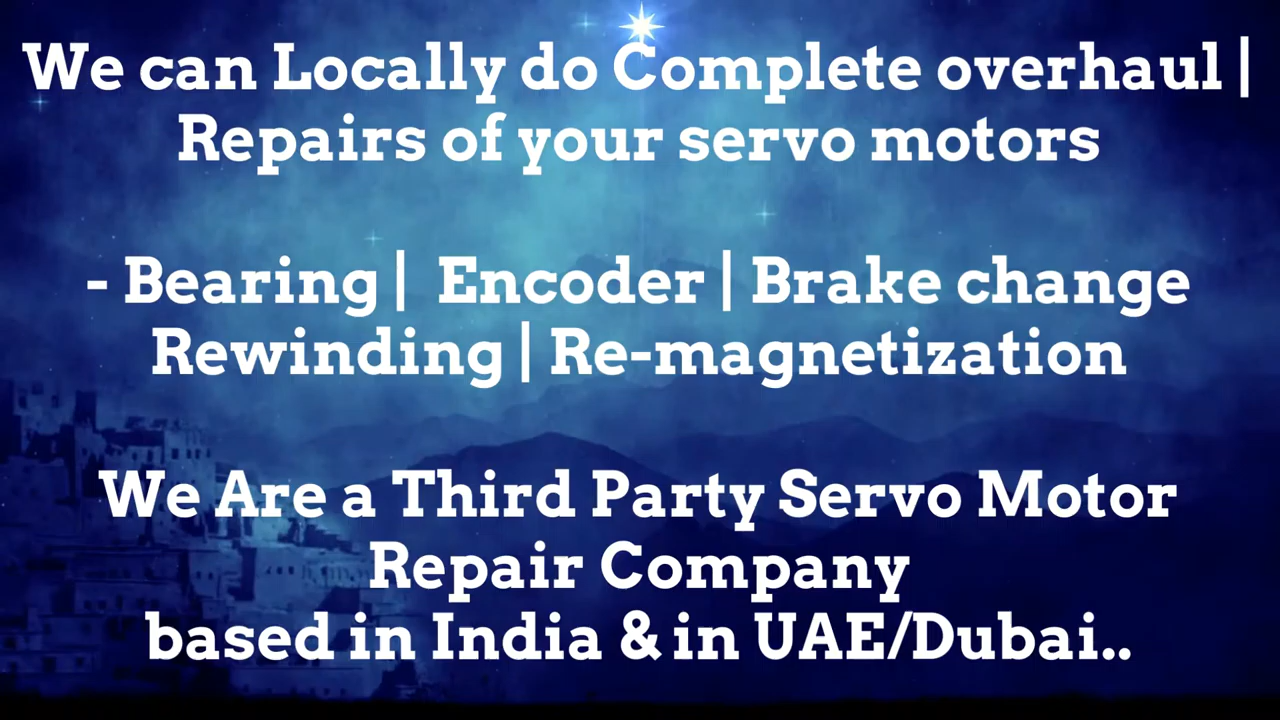 We can Locally do Complete overhaul |
Repairs of your servo motors
- Bearing |  Encoder | Brake change
Rewinding | Re-magnetization
We Are a Third Party Servo Motor
Repair Company
based in India & in UAE/Dubai..